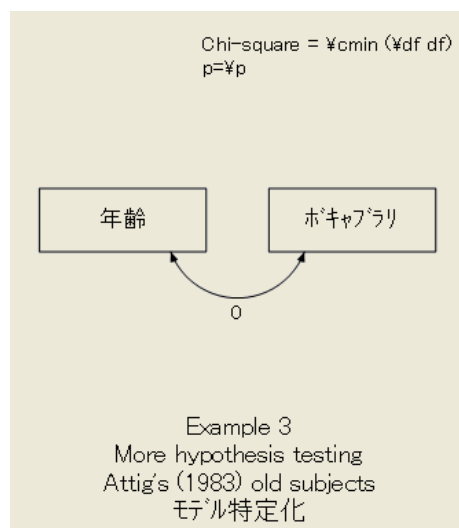 Chi-square = ¥cmin (¥df df)
p=¥p
年齢
ボキャブラリ
0
Example 3
More hypothesis testing
Attig's (1983) old subjects
モデル特定化